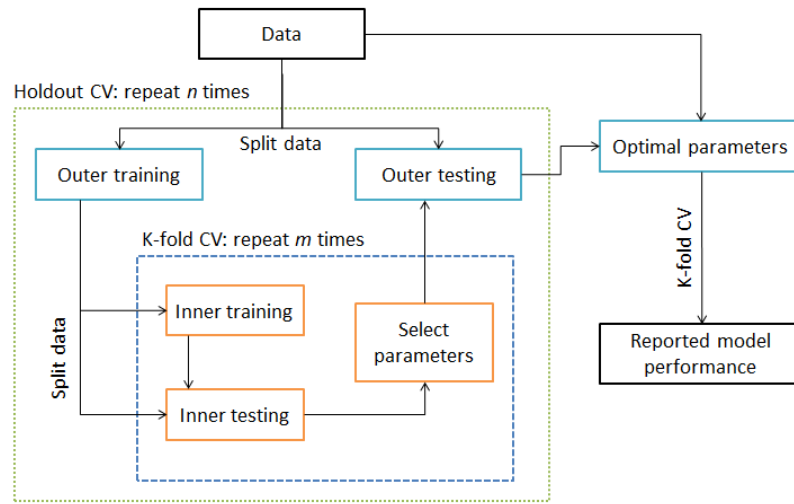 Data
Holdout CV: repeat n times
Split data
Outer training
Outer testing
Optimal parameters
K-fold CV: repeat m times
K-fold CV
Inner training
Select
parameters
Split data
Reported model
performance
Inner testing